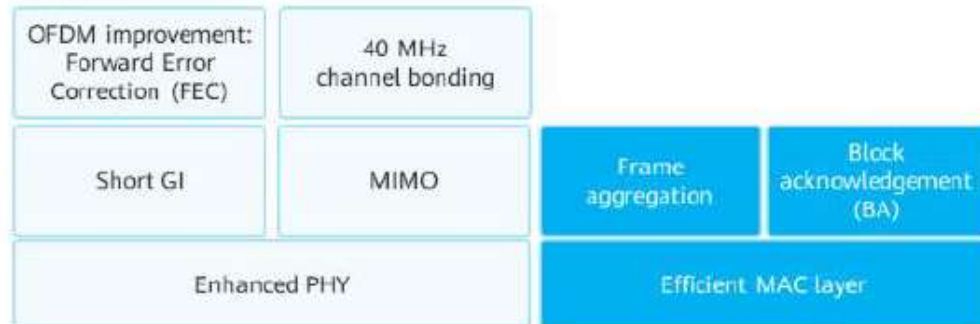 OFDM improvement:
Forward Error
Correction (FEC)
40 MHz
channel bonding
Short GI
MIMO
Frame
aggregation
Block
acknowledgement
(BA)
Enhanced PHY
Efficient MAC layer